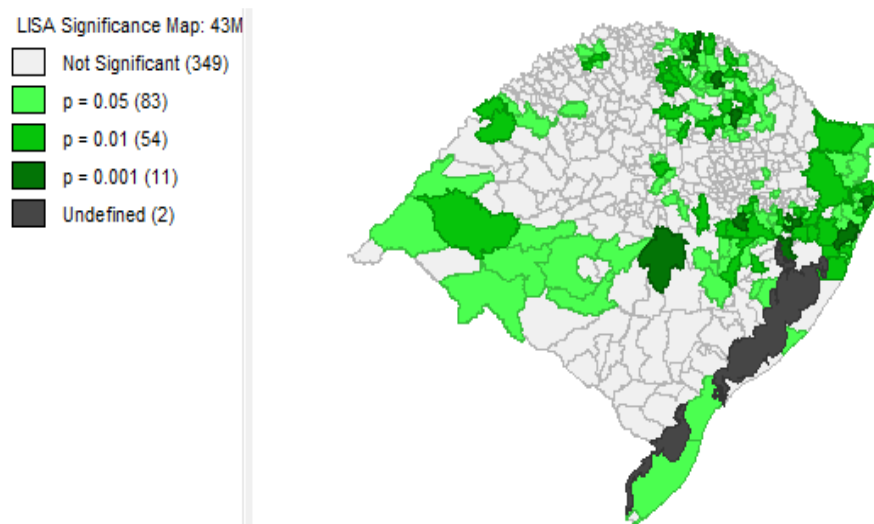 LISA Significance Map: 43M
Not Significant (349)
p = 0.05 (83)
p = 0.01 (54)
p = 0.001 (11)
Undefined (2)